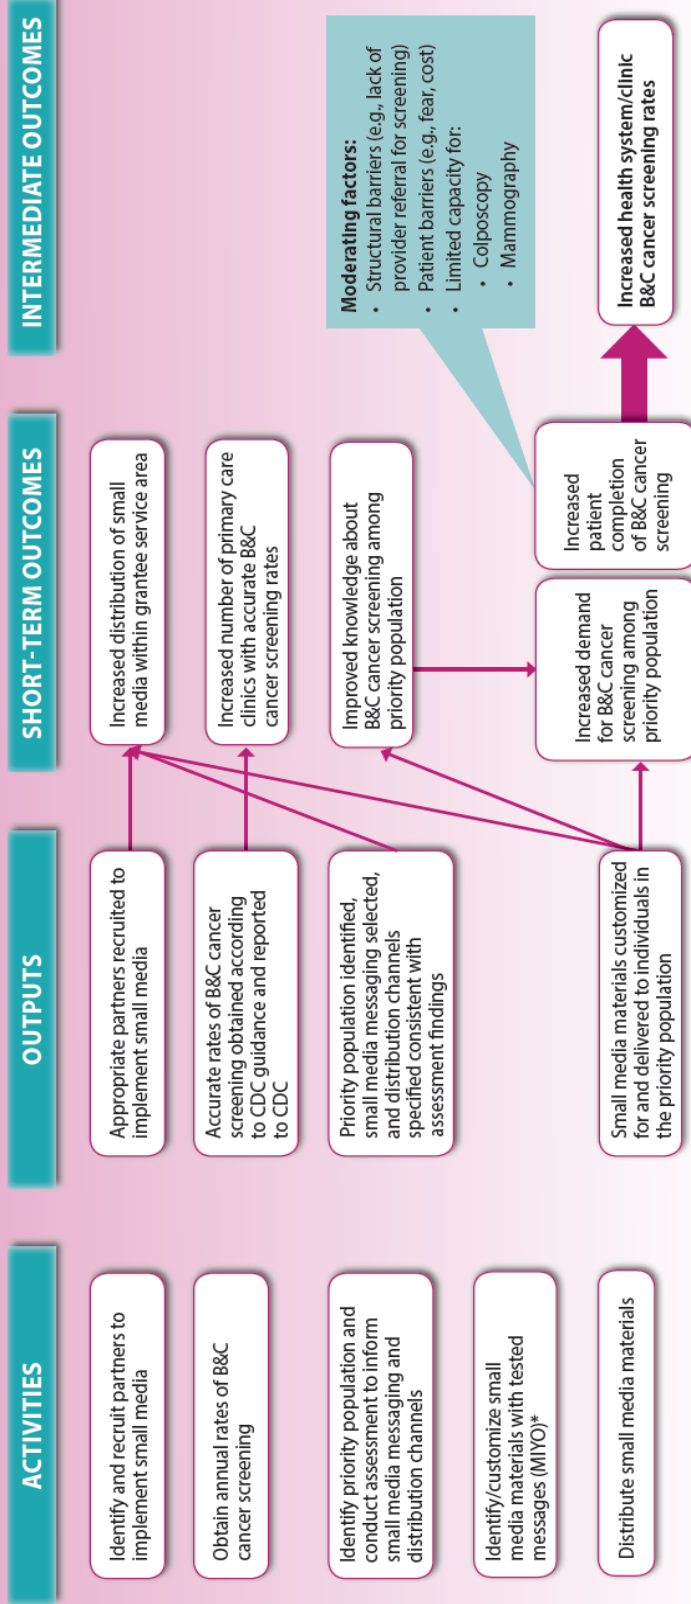 ACTIVITIES
Identify and recruit partners to
implement small media
Obtain annual rates of B&C
cancer screening
Identify priority population and
conduct assessment to inform
small media messaging and
distribution channels
Identify/customize small
media materials with tested
messages (MIYO)*
Distribute small media materials
OUTPUTS
Appropriate partners recruited to
implement small media
Accurate rates of B&C cancer
screening obtained according
to CDC guidance and reported
to CDC
Priority population identified,
small media messaging selected,
and distribution channels
specified consistent with
assessment findings
Small media materials customized
for and delivered to individuals in
the priority population
SHORT-TERM OUTCOMES
Increased distribution of small
media within grantee service area
Increased number of primary care
clinics with accurate B&C
cancer screening rates
Improved knowledge about
B&C cancer screening among
priority population
Increased demand
for B&C cancer
screening among
priority population
Increased
patient
completion
of B&C cancer
screening
INTERMEDIATE OUTCOMES
Moderating factors:
• Structural barriers (e.g., lack of
provider referral for screening)
• Patient barriers (e.g., fear, cost)
• Limited capacity for:
• Colposcopy
• Mammography
Increased health system/clinic
B&C cancer screening rates